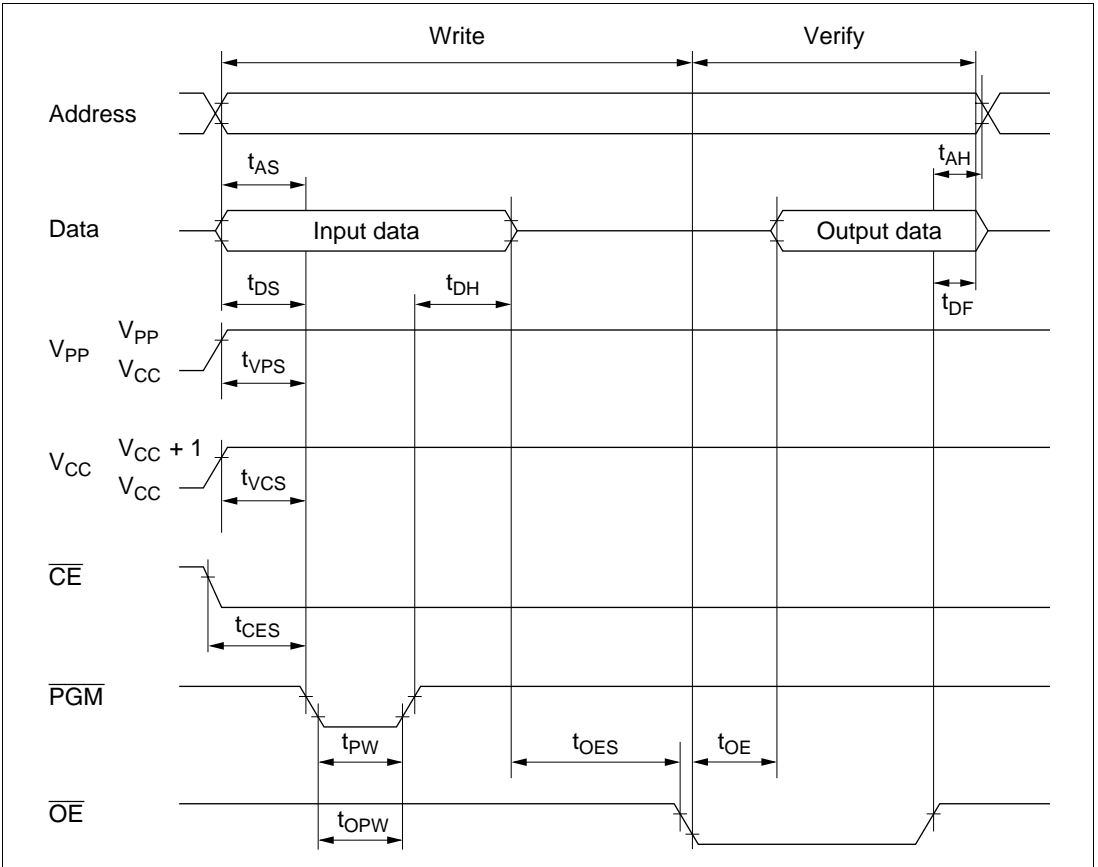 Write Verify
Address
tAS tAH
Data Input data Output data
tDS tDH tDF
VPP VPP
VCC tVPS
VCC VCC + 1
VCC tVCS
CE
tCES
PGM
tPW tOES tOE
OE
tOPW